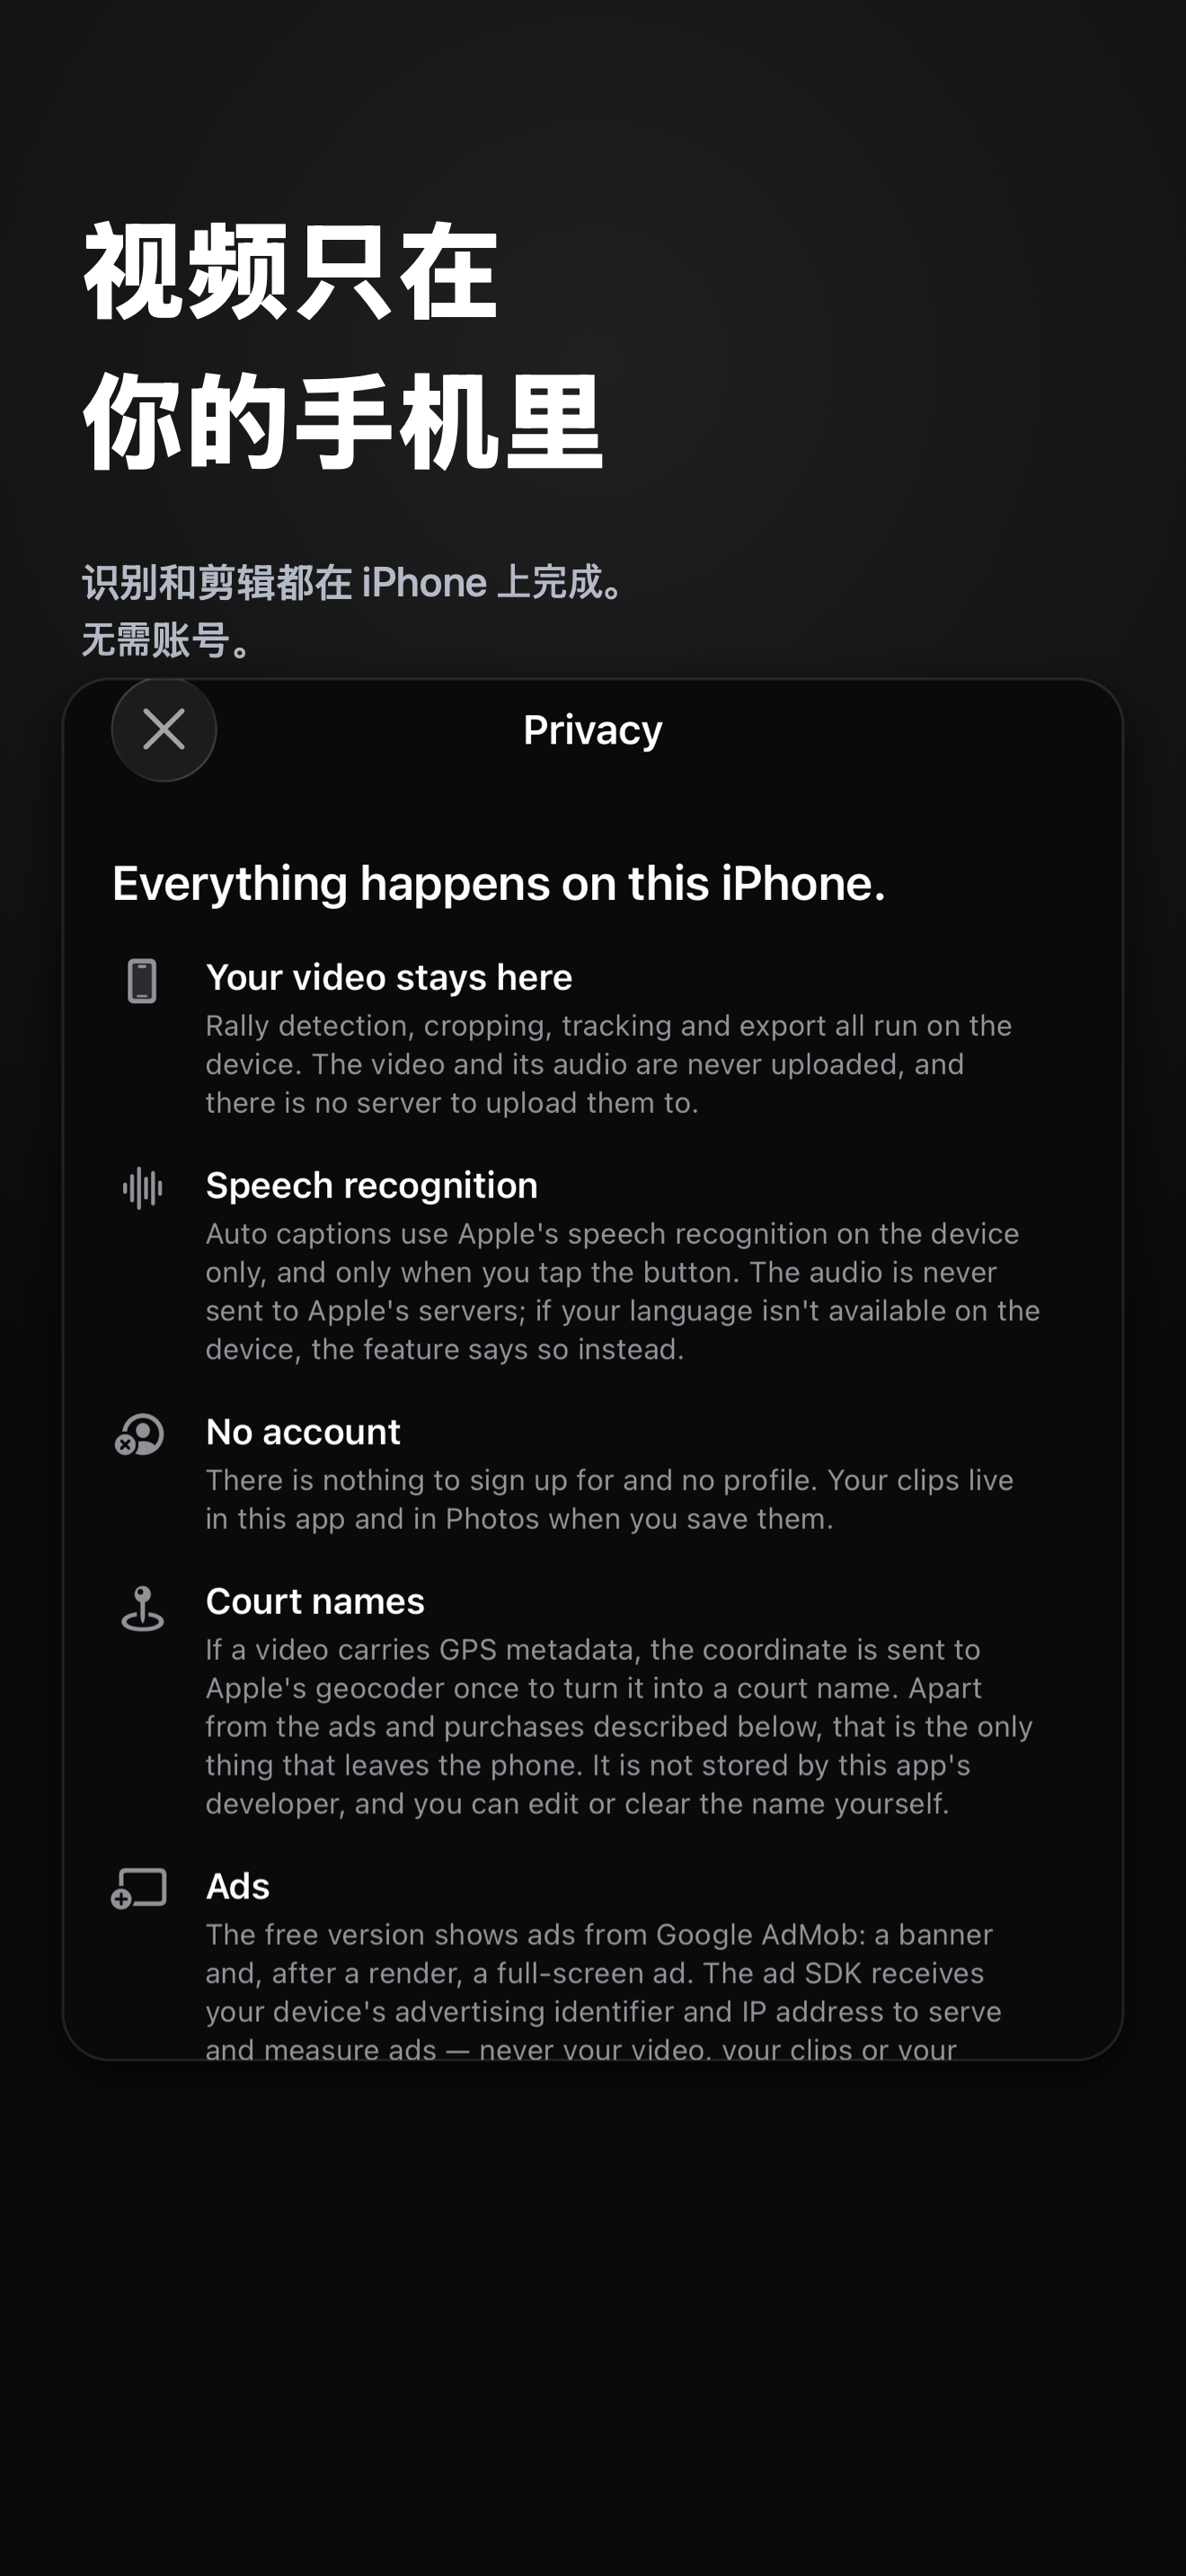 视频只在
你的手机里
识别和剪辑都在 iPhone 上完成。
无需账号。
Privacy
Everything happens on this iPhone.
Your video stays here
Rally detection, cropping, tracking and export all run on the
device. The video and its audio are never uploaded, and
there is no server to upload them to.
Speech recognition
Auto captions use Apple's speech recognition on the device
only, and only when you tap the button. The audio is never
sent to Apple's servers; if your language isn't available on the
device, the feature says so instead.
No account
There is nothing to sign up for and no profile. Your clips live
in this app and in Photos when you save them.
Court names
If a video carries GPS metadata, the coordinate is sent to
Apple's geocoder once to turn it into a court name. Apart
from the ads and purchases described below, that is the only
thing that leaves the phone. It is not stored by this app's
developer, and you can edit or clear the name yourself.
Ads
The free version shows ads from Google AdMob: a banner
and, after a render, a full-screen ad. The ad SDK receives
your device's advertising identifier and IP address to serve
and measure ads — never your video, your clips or your